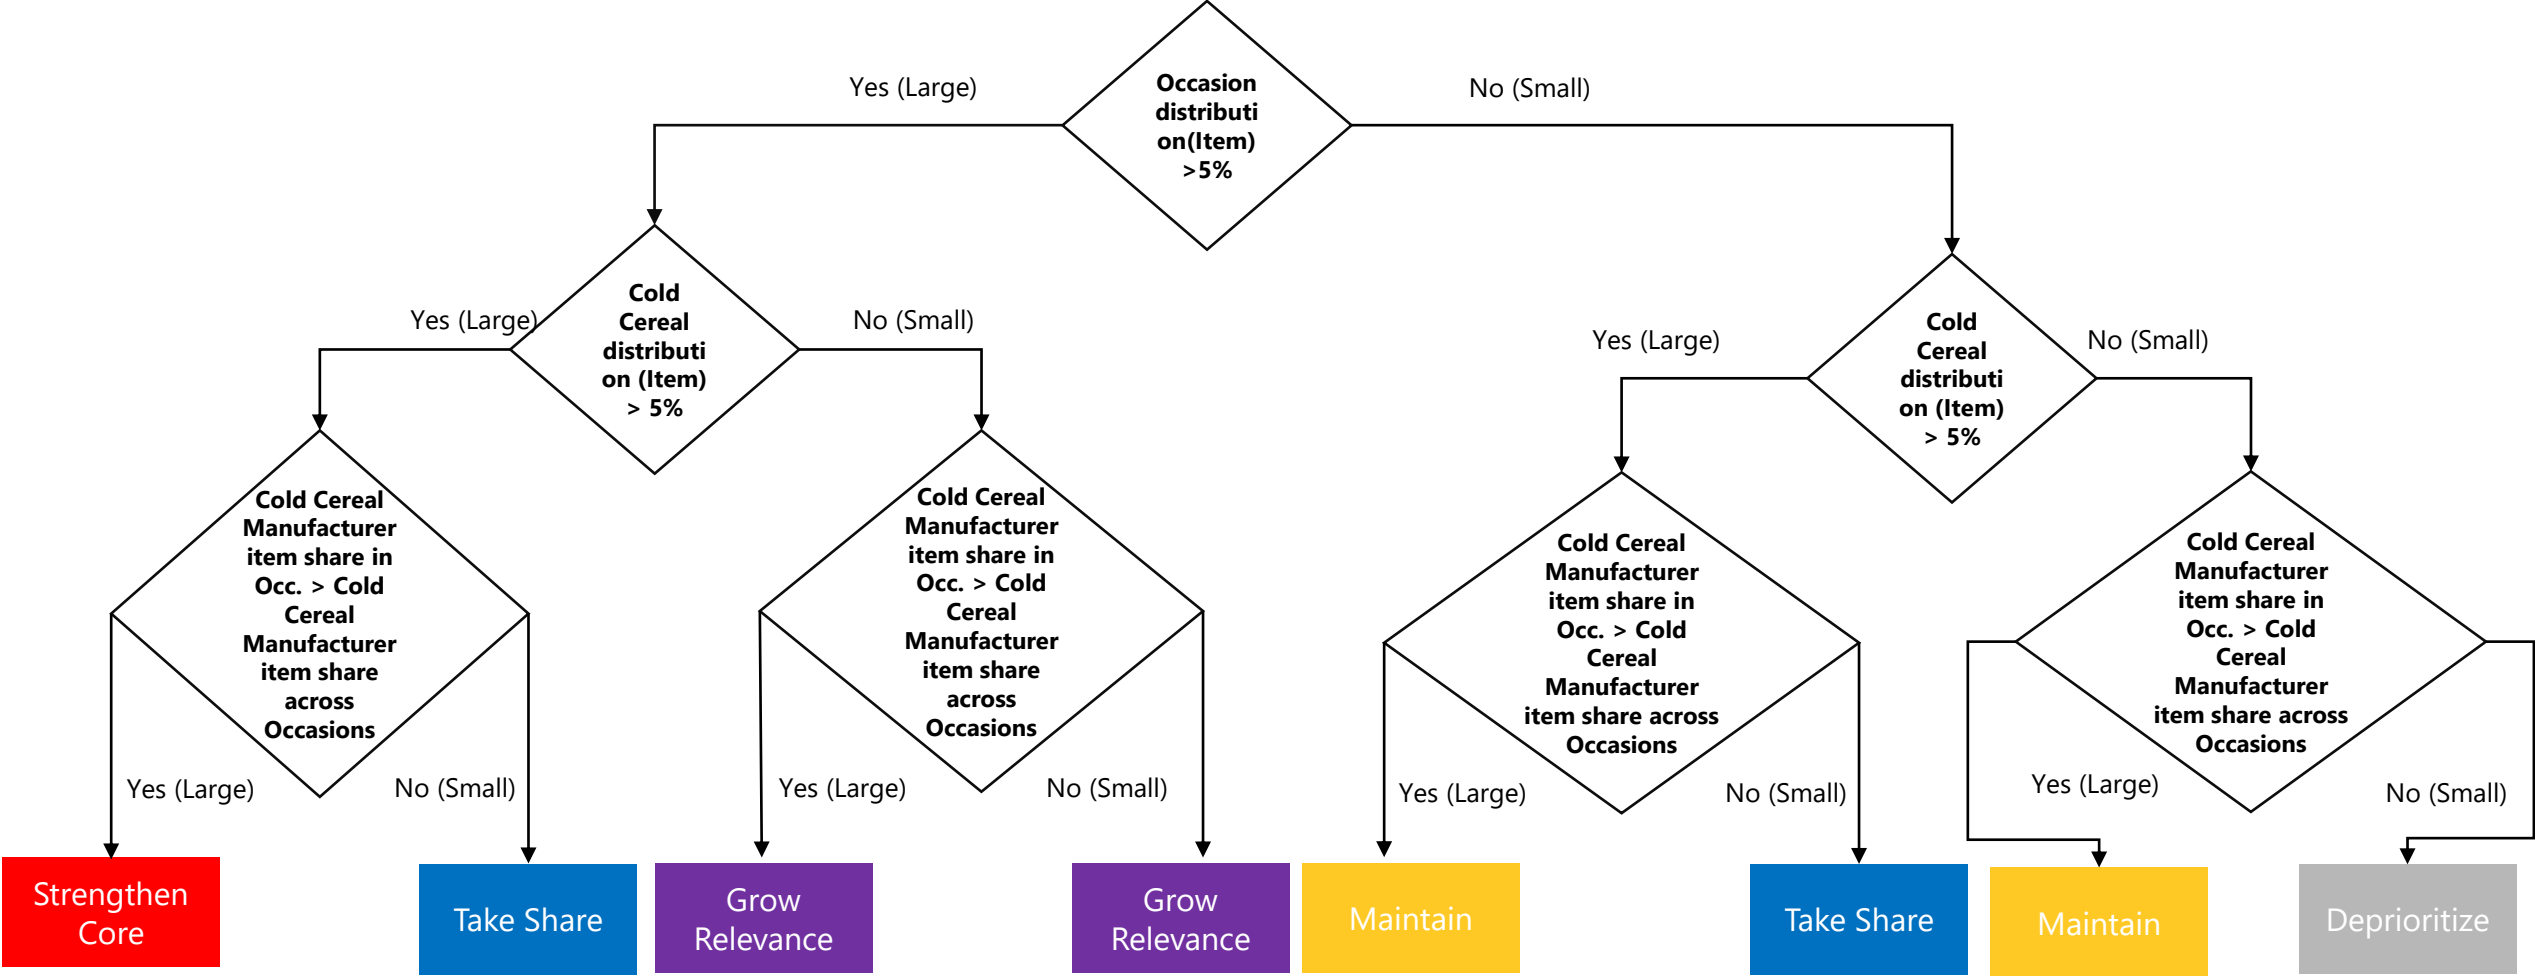 Occasion
distributi
on(Item)
>5%
Yes (Large)
No (Small)
Cold
Cereal
distributi
on (Item)
> 5%
Yes (Large)
No (Small)
Cold
Cereal
distributi
on (Item)
> 5%
Yes (Large)
No (Small)
Cold Cereal
Manufacturer
item share in
Occ. > Cold
Cereal
Manufacturer
item share
across
Occasions
Yes (Large)
No (Small)
Cold Cereal
Manufacturer
item share in
Occ. > Cold
Cereal
Manufacturer
item share
across
Occasions
Yes (Large)
No (Small)
Cold Cereal
Manufacturer
item share in
Occ. > Cold
Cereal
Manufacturer
item share across
Occasions
Yes (Large)
No (Small)
Cold Cereal
Manufacturer
item share in
Occ. > Cold
Cereal
Manufacturer
item share across
Occasions
Yes (Large)
No (Small)
Strengthen
Core
Take Share
Grow
Relevance
Grow
Relevance
Maintain
Take Share
Maintain
Deprioritize